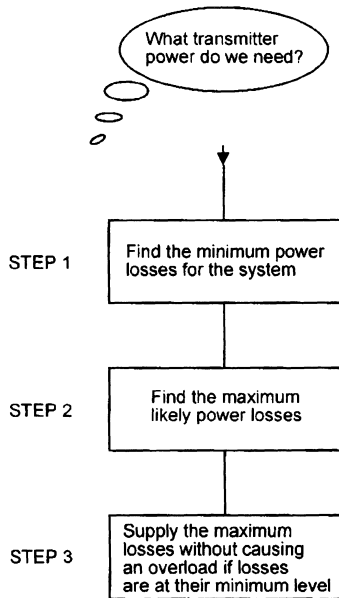 What transmitter
power do we need?
STEP 1
Find the minimum power
losses for the system
STEP 2
Find the maximum
likely power losses
STEP 3
Supply the maximum
losses without causing
an overload if losses
are at their minimum level